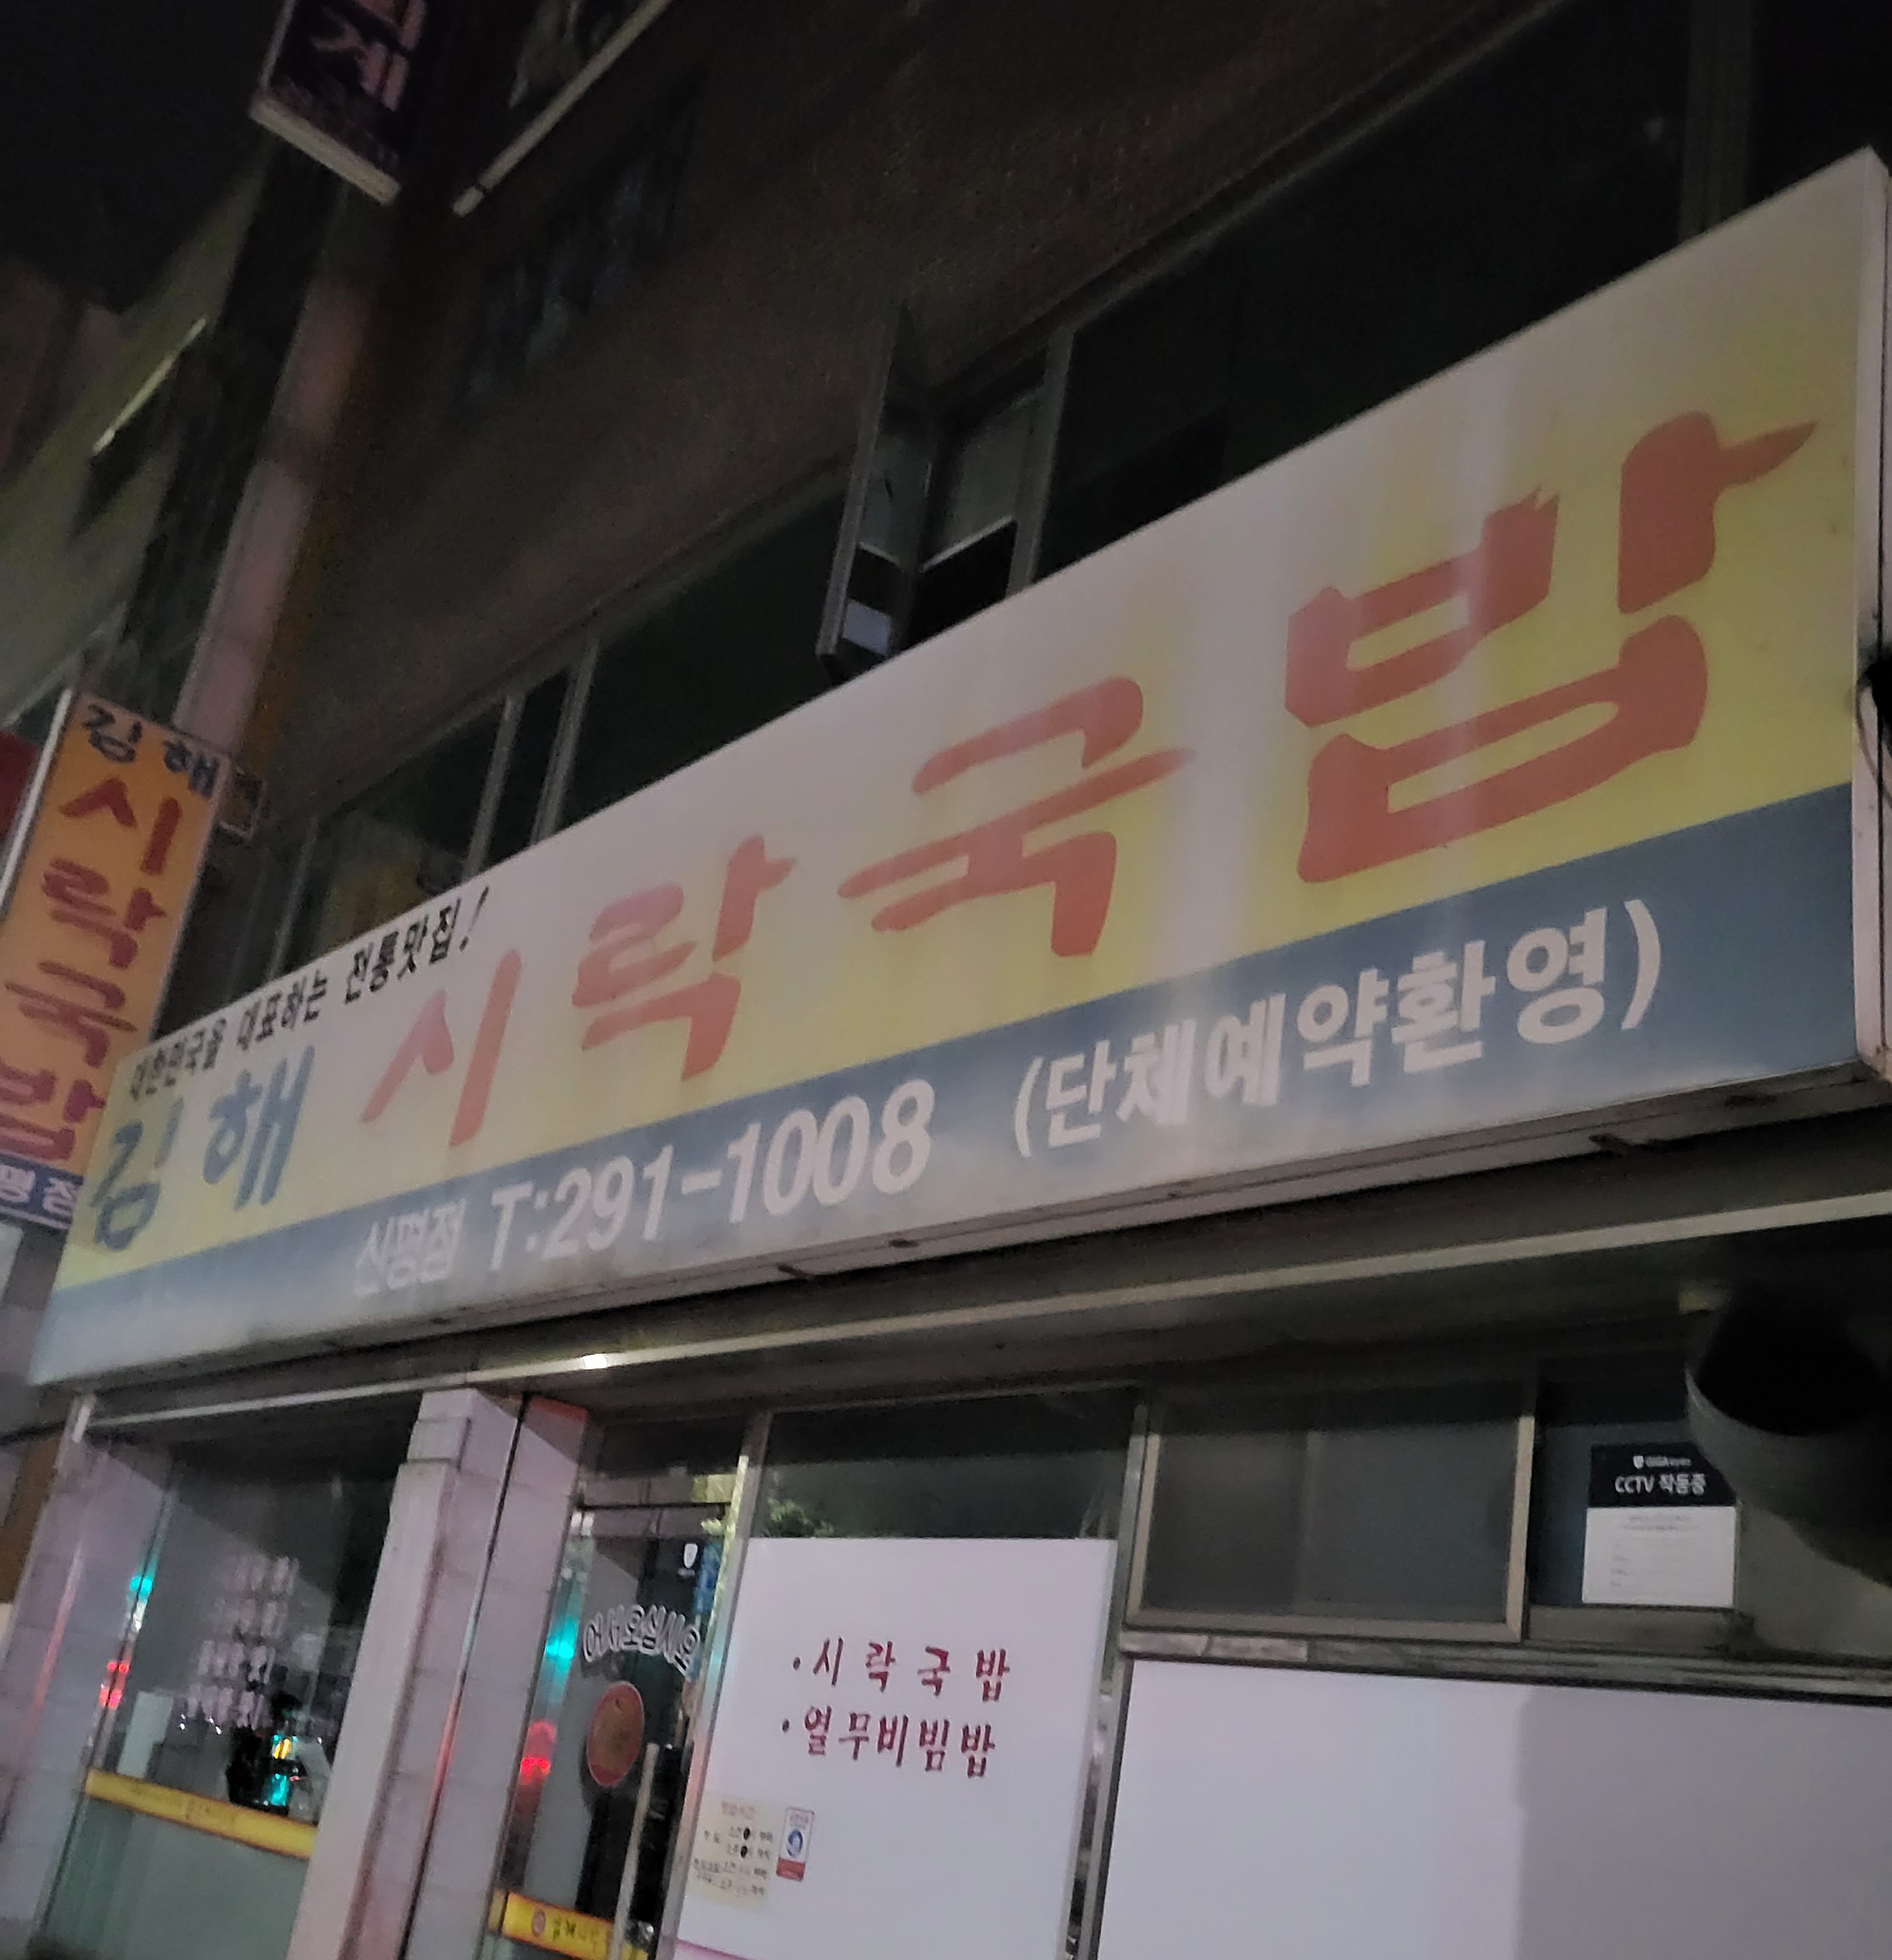 김해
시락국밥
명점
대한민국을 대표하는 전통맛집!
김해 시락국밥
신평점 T:291-1008 (단체예약환영)
CCTV 작동중
어서오십시오
·시락국밥
·열무비빔밥